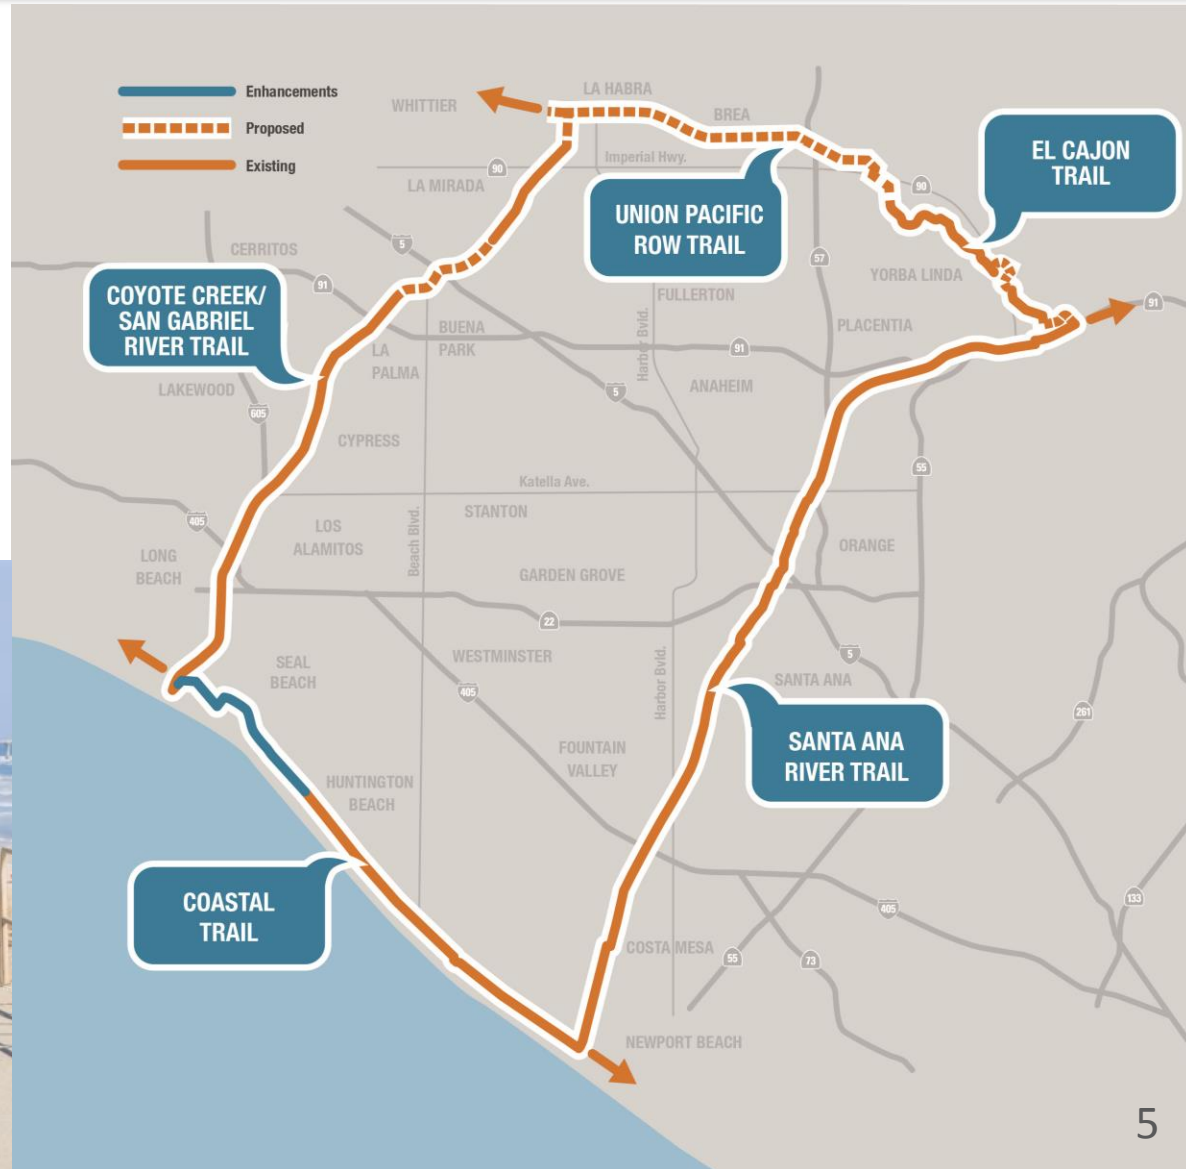 Enhancements
Proposed
Existing
WHITTIER
LA HABRA
BREA
Imperial Hwy.
90
LA MIRADA
EL CAJON
TRAIL
90
UNION PACIFIC
ROW TRAIL
5
57
CERRITOS
91
YORBA LINDA
COYOTE CREEK/
SAN GABRIEL
RIVER TRAIL
FULLERTON
91
PLACENTIA
BUENA
PARK
Harbor Blvd.
91
LA
PALMA
LAKEWOOD
ANAHEIM
5
605
CYPRESS
55
Katella Ave.
405
STANTON
LOS
ALAMITOS
Beach Blvd.
LONG
BEACH
ORANGE
GARDEN GROVE
22
SEAL
BEACH
WESTMINSTER
405
Harbor Blvd.
5
SANTA ANA
261
SANTA ANA
RIVER TRAIL
FOUNTAIN
VALLEY
HUNTINGTON
BEACH
COASTAL
TRAIL
405
133
COSTA MESA
55
73
NEWPORT BEACH
5